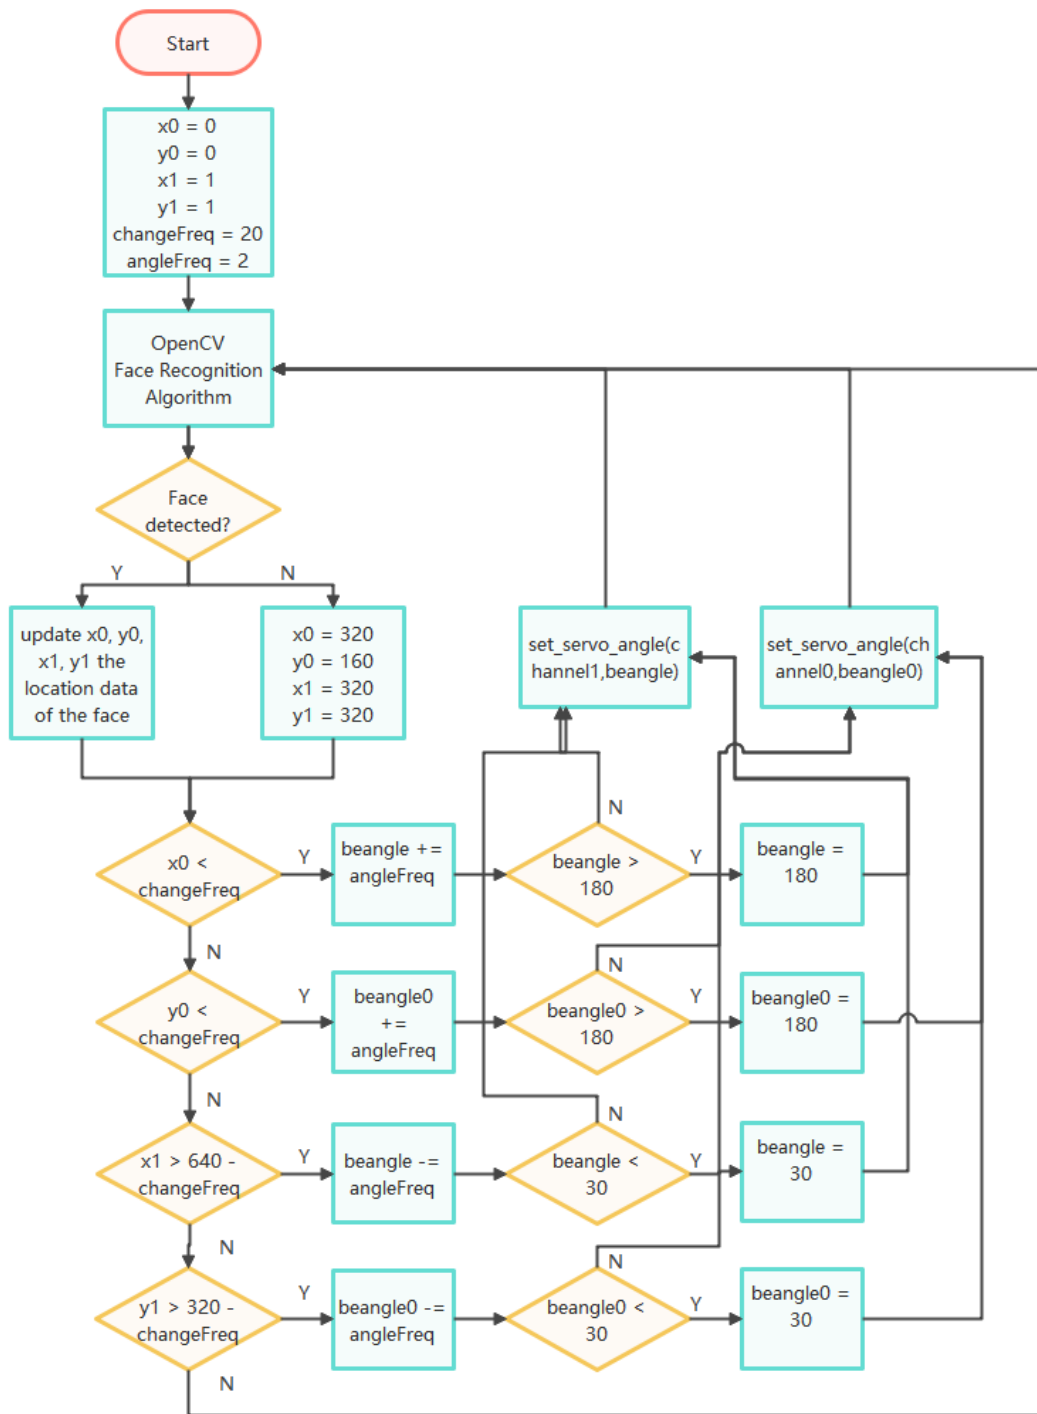 Start
x0 = 0
y0 = 0
x1 = 1
y1 = 1
changeFreq = 20
angleFreq = 2
OpenCV
Face Recognition
Algorithm
Face
detected?
Y
N
update x0, y0,
x1, y1 the
location data
of the face
x0 = 320
y0 = 160
x1 = 320
y1 = 320
set_servo_angle(c
hannel1,beangle)
set_servo_angle(ch
annel0,beangle0)
x0 <
changeFreq
Y
beangle +=
angleFreq
beangle >
180
N
Y
beangle =
180
N
y0 <
changeFreq
Y
beangle0
+=
angleFreq
beangle0 >
180
N
Y
beangle0 =
180
N
x1 > 640 -
changeFreq
Y
beangle -=
angleFreq
beangle <
30
N
Y
beangle =
30
N
y1 > 320 -
changeFreq
Y
beangle0 -=
angleFreq
beangle0 <
30
N
Y
beangle0 =
30
N